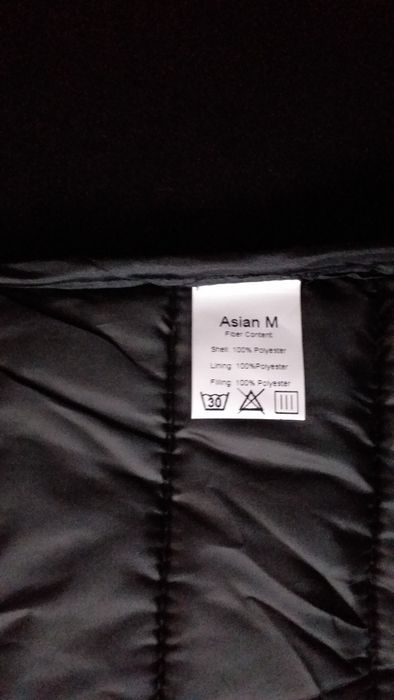 Asian M
Fiber Content:
Shell: 100% Polyester
Lining: 100%Polyester
Filling: 100% Polyester
30